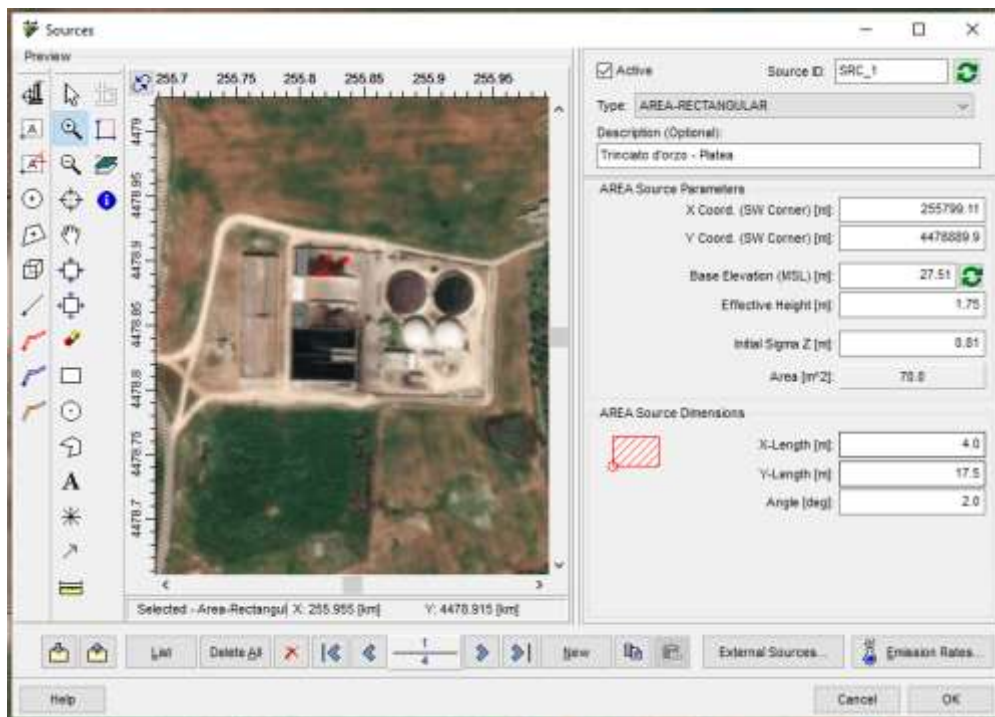 Sources
Preview
255.7 255.75 255.8 255.85 255.9 255.95
4479
4478.95
4478.9
4478.85
4478.8
4478.75
4478.7
A
Selected - Area-Rectangul X: 255.955 [km] Y: 4478.915 [km]
Active Source ID: SRC_1
Type: AREA-RECTANGULAR
Description (Optional):
Trinciato d'orzo - Platea
AREA Source Parameters
X Coord. (SW Corner) [m]: 255799.11
Y Coord. (SW Corner) [m]: 4478889.9
Base Elevation (MSL) [m]: 27.51
Effective Height [m]: 1.75
Initial Sigma Z [m]: 0.81
Area [m^2]: 70.0
AREA Source Dimensions
X-Length [m]: 4.0
Y-Length [m]: 17.5
Angle [deg]: 2.0
List Delete All 1 4 New External Sources... Emission Rates...
Help Cancel OK